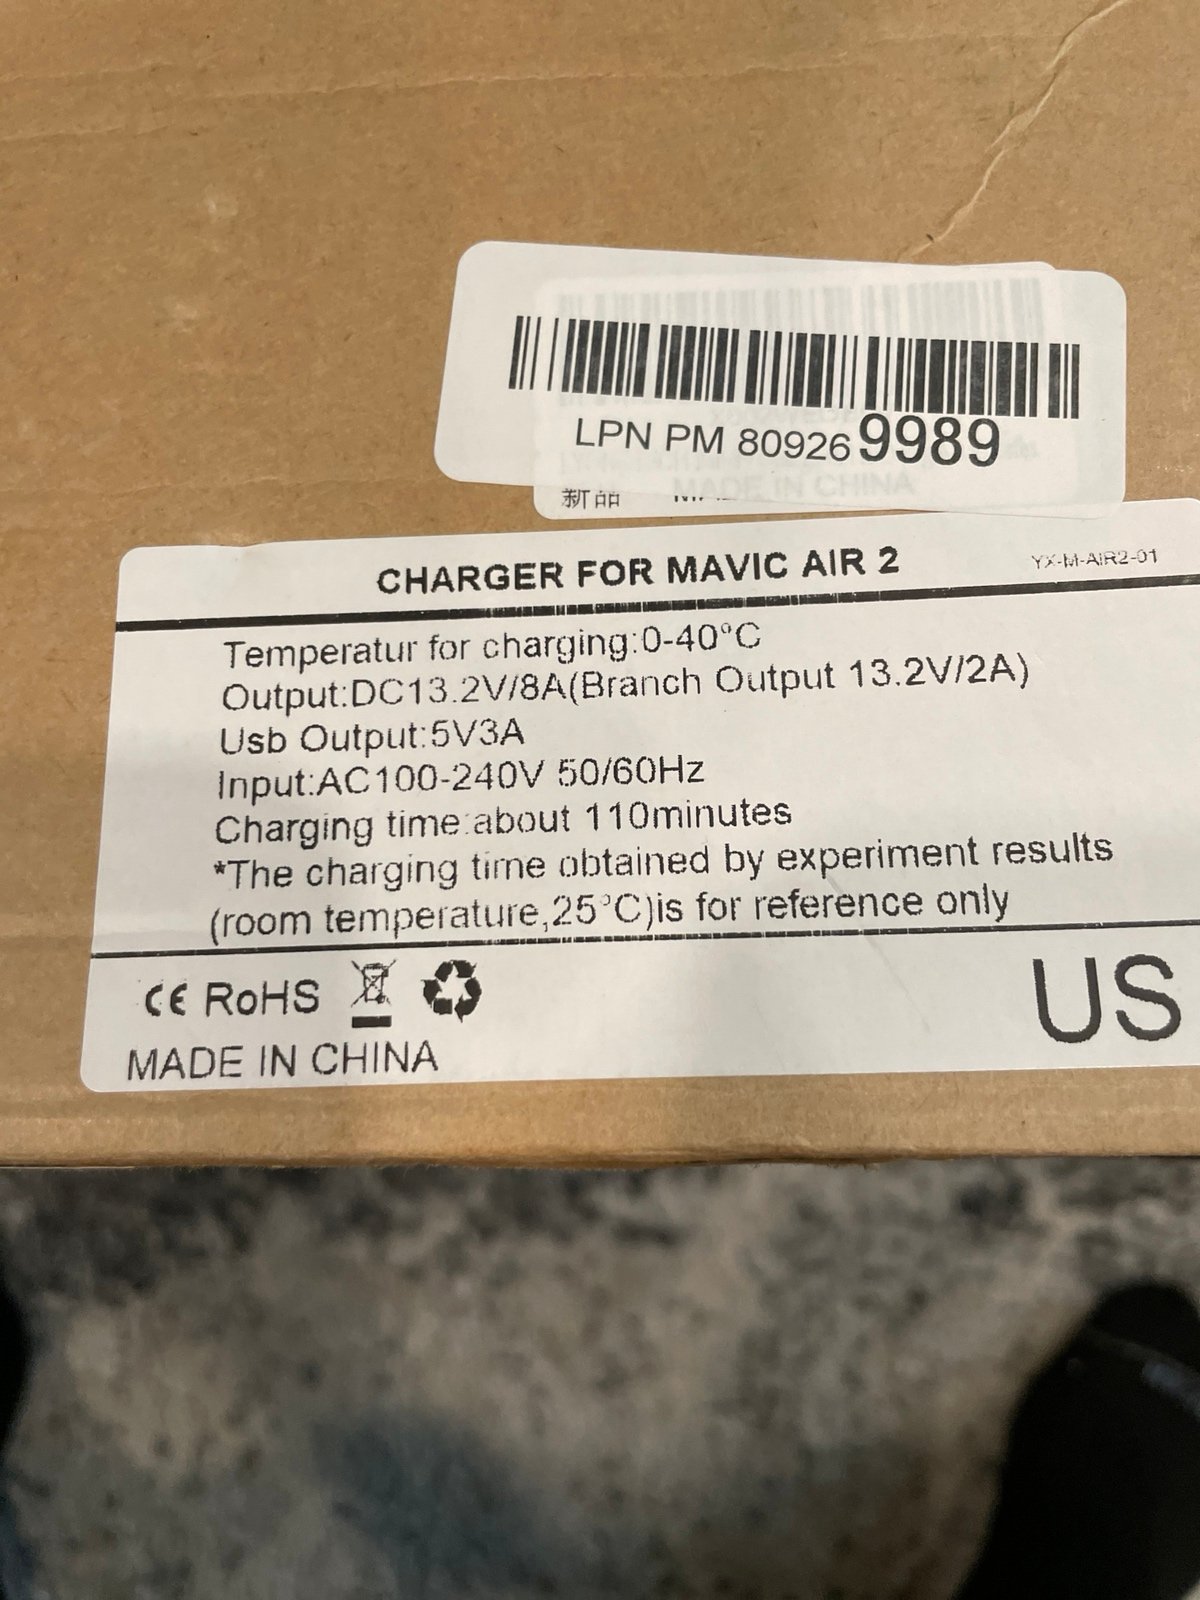 LPN PM 809269989
新品
MADE IN CHINA
CHARGER FOR MAVIC AIR 2
YX-M-AIR2-01
Temperatur for charging:0-40°C
Output:DC13.2V/8A(Branch Output 13.2V/2A)
Usb Output:5V3A
Input:AC100-240V 50/60Hz
Charging time:about 110minutes
*The charging time obtained by experiment results
(room temperature,25°C)is for reference only
CE RoHS
US
MADE IN CHINA